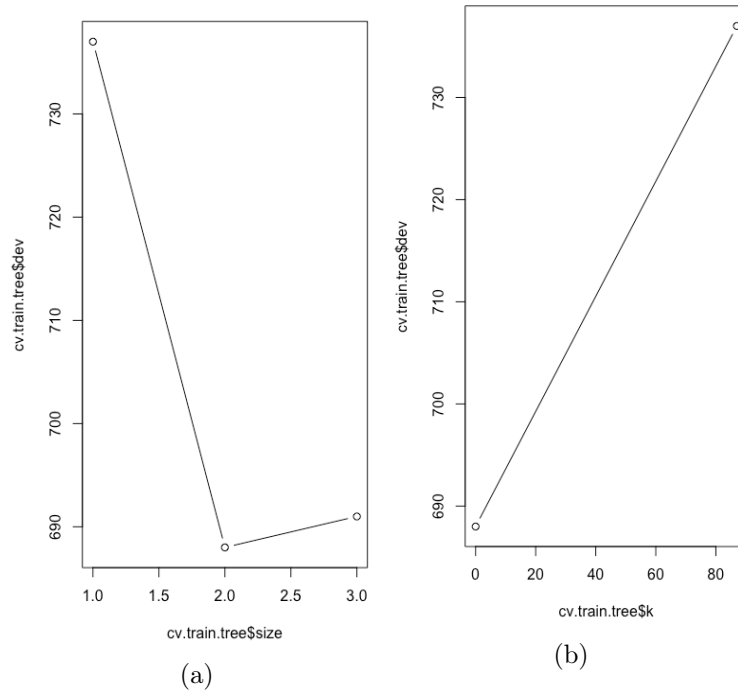 cv.train.tree$dev
730
720
710
700
690
1.0 1.5 2.0 2.5 3.0
cv.train.tree$size
(a)
cv.train.tree$dev
730
720
710
700
690
0 20 40 60 80
cv.train.tree$k
(b)